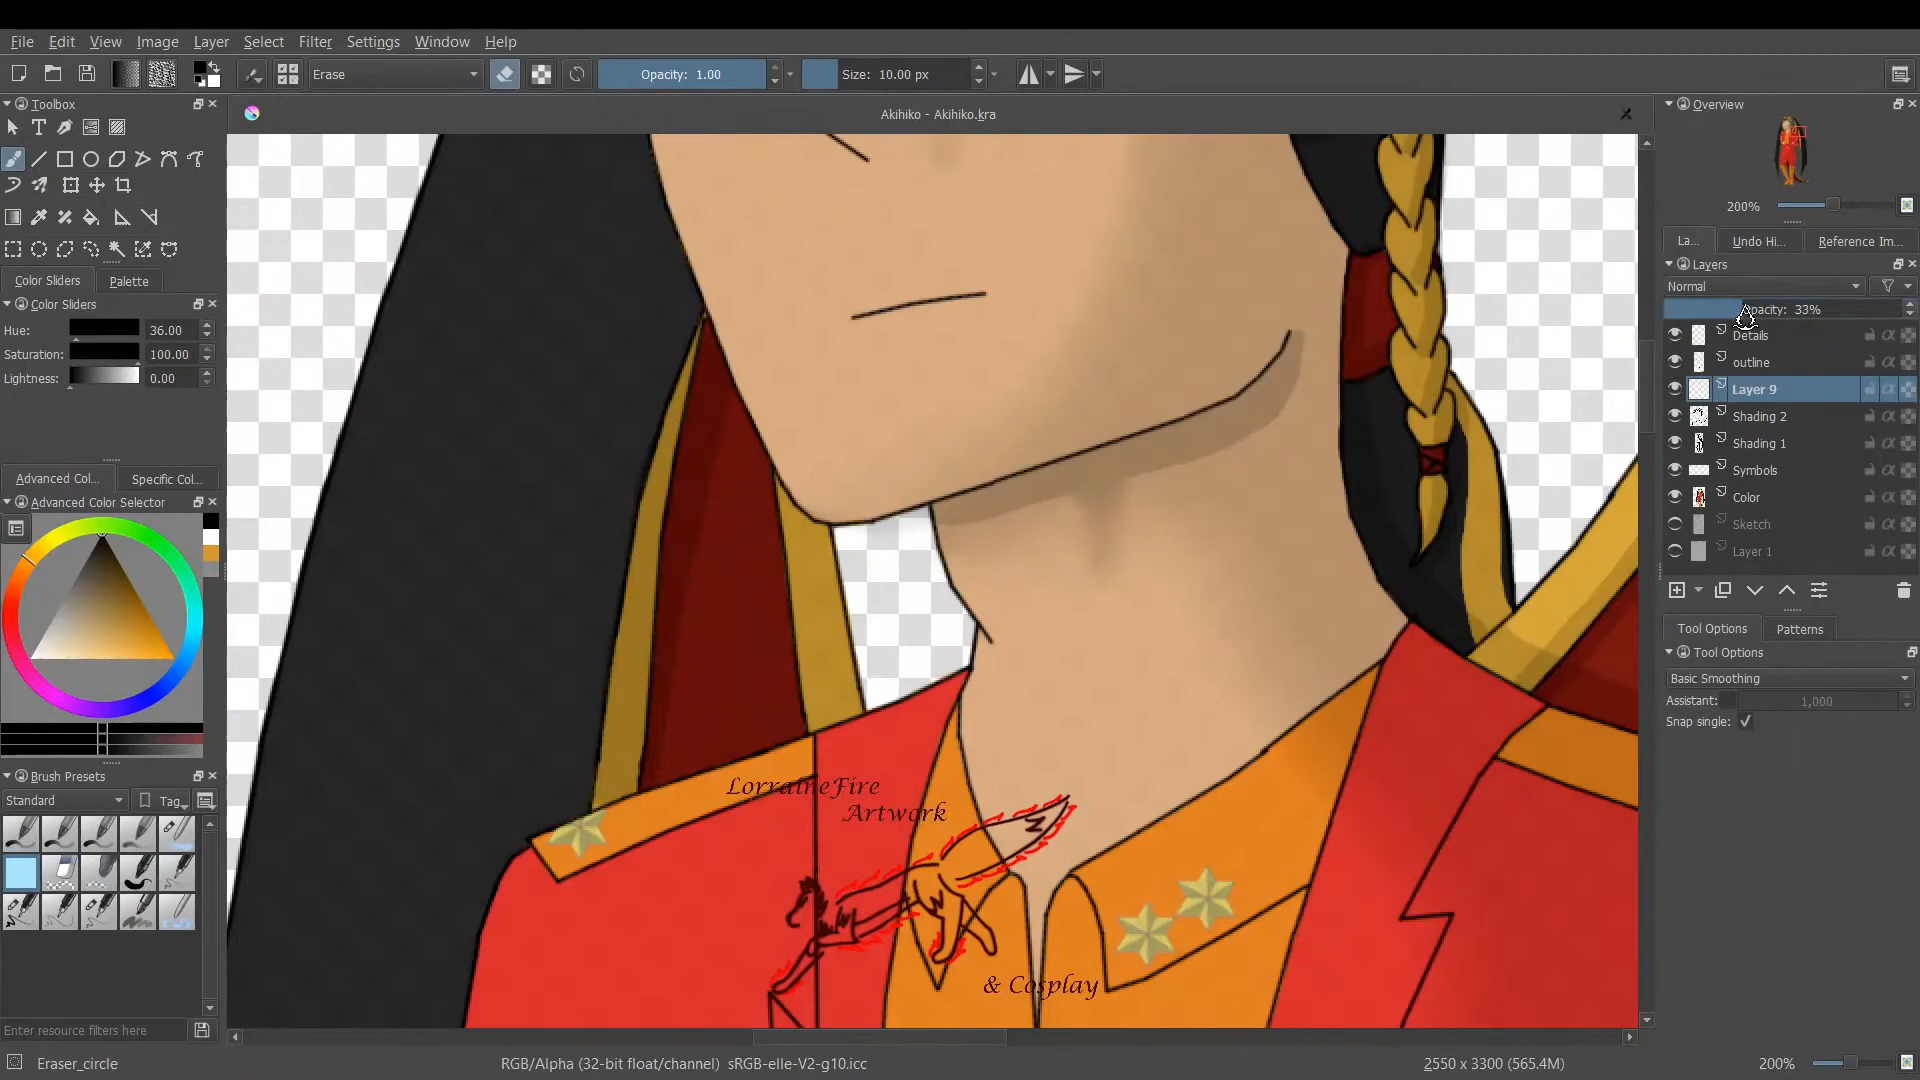 File Edit View Image Layer Select Filter Settings Window Help
Erase Opacity: 1.00 Size: 10.00 px
Toolbox
Akihiko - Akihiko.kra
Overview
200%
La... Undo Hi... Reference Im...
Layers
Normal
Opacity: 33%
Details
outline
Layer 9
Shading 2
Shading 1
Symbols
Color
Sketch
Layer 1
Tool Options Patterns
Tool Options
Basic Smoothing
Assistant: 1,000
Snap single:
Color Sliders Palette
Color Sliders
Hue: 36.00
Saturation: 100.00
Lightness: 0.00
Advanced Col... Specific Col...
Advanced Color Selector
Brush Presets
Standard Tag
Enter resource filters here
LorraineFire
Artwork
& Cosplay
Eraser_circle RGB/Alpha (32-bit float/channel) sRGB-elle-V2-g10.icc 2550 x 3300 (565.4M) 200%